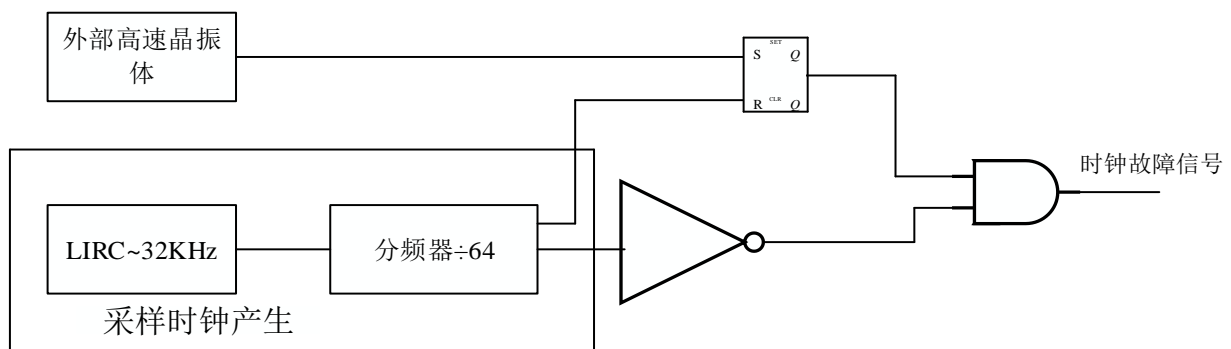 外部高速晶振
体
SET
S Q
R CLR Q
时钟故障信号
LIRC~32KHz
分频器÷64
采样时钟产生